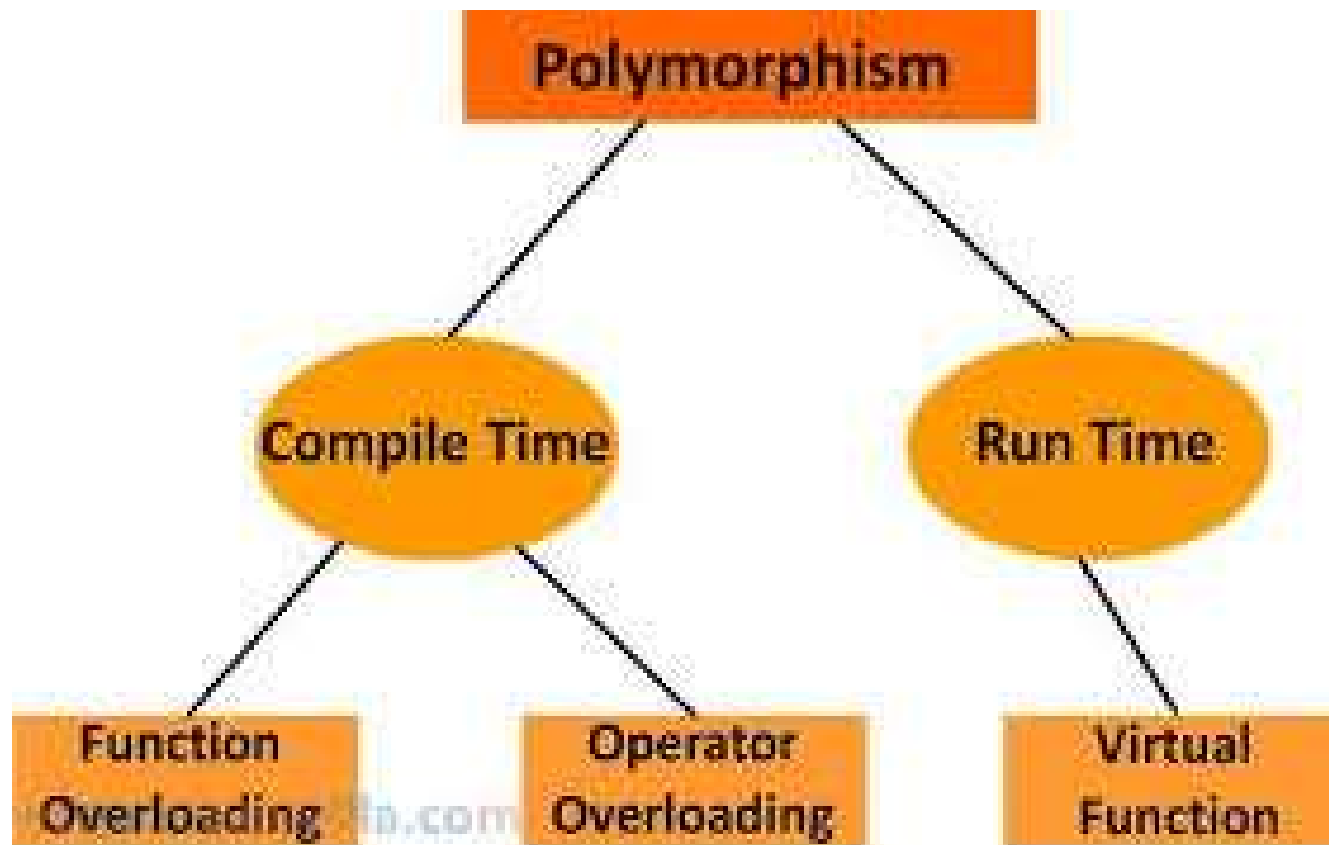 Polymorphism
Compile Time
Run Time
Function
Overloading
Operator
Overloading
Virtual
Function